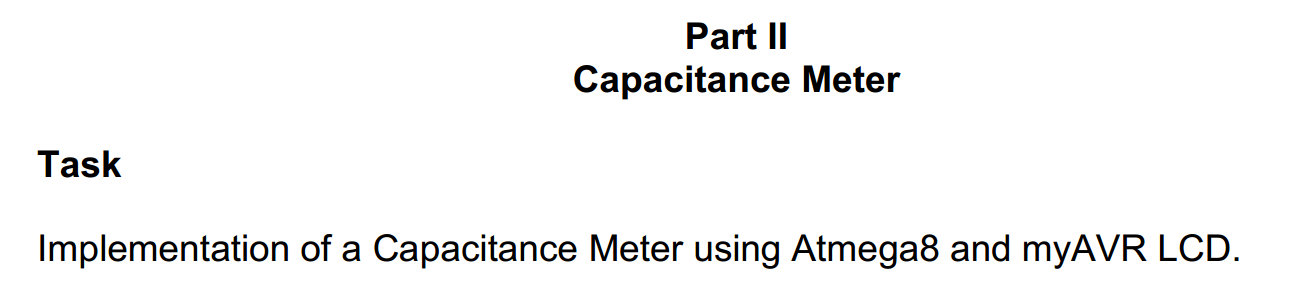 Part II
Capacitance Meter
Task
Implementation of a Capacitance Meter using Atmega8 and myAVR LCD.